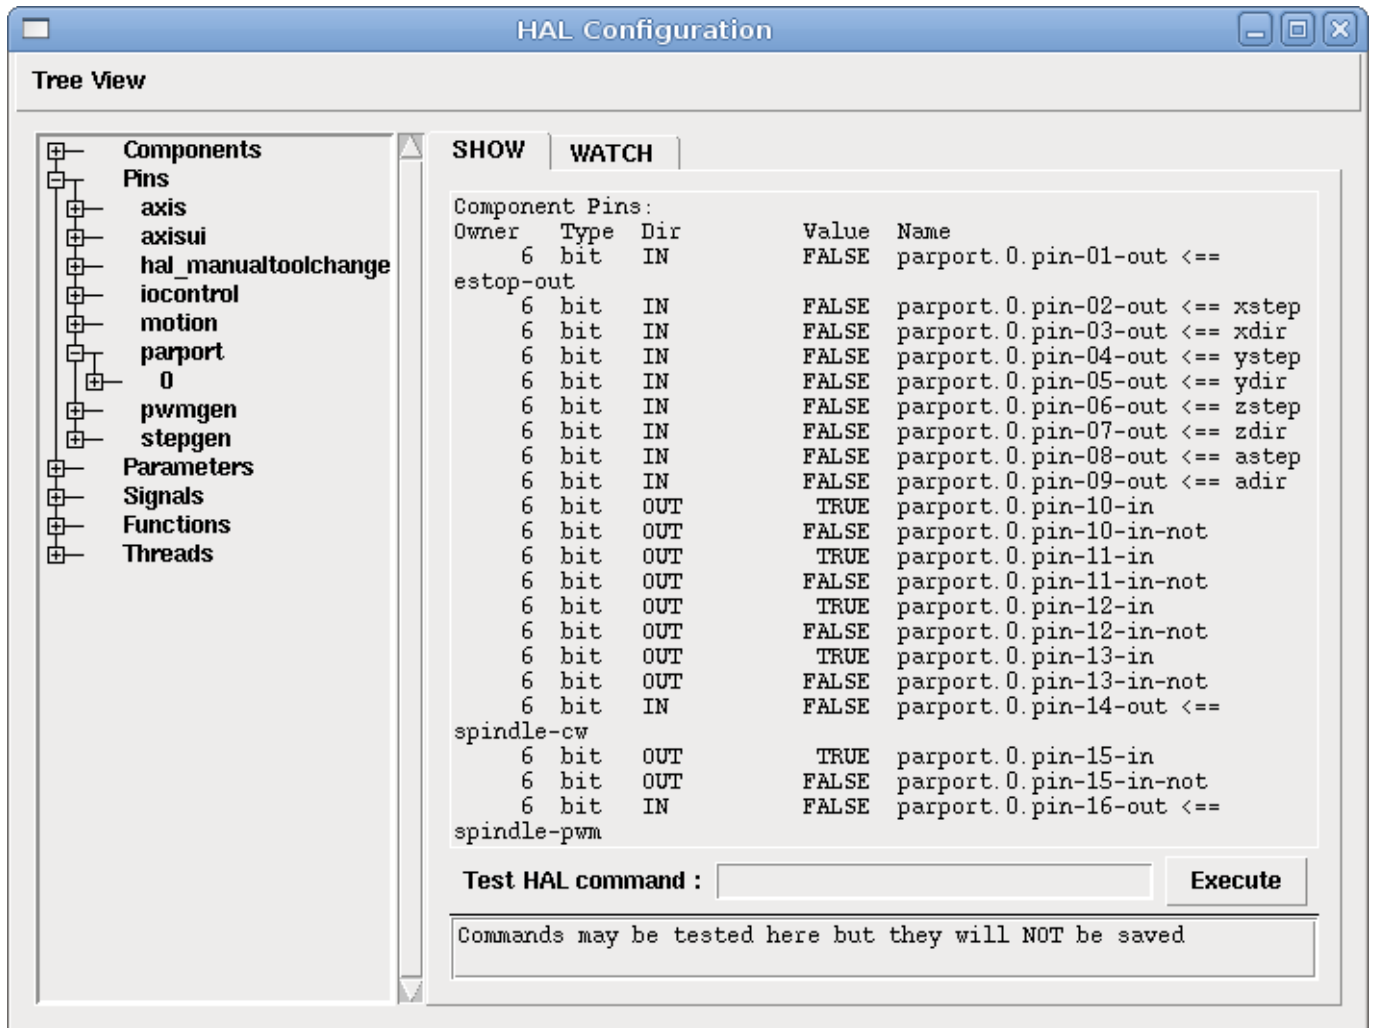 HAL Configuration
Tree View
Components
Pins
axis
axisui
hal_manualtoolchange
iocontrol
motion
parport
0
pwmgen
stepgen
Parameters
Signals
Functions
Threads
SHOW WATCH
Component Pins:
Owner Type Dir Value Name
6 bit IN FALSE parport.0.pin-01-out <==
estop-out
6 bit IN FALSE parport.0.pin-02-out <== xstep
6 bit IN FALSE parport.0.pin-03-out <== xdir
6 bit IN FALSE parport.0.pin-04-out <== ystep
6 bit IN FALSE parport.0.pin-05-out <== ydir
6 bit IN FALSE parport.0.pin-06-out <== zstep
6 bit IN FALSE parport.0.pin-07-out <== zdir
6 bit IN FALSE parport.0.pin-08-out <== astep
6 bit IN FALSE parport.0.pin-09-out <== adir
6 bit OUT TRUE parport.0.pin-10-in
6 bit OUT FALSE parport.0.pin-10-in-not
6 bit OUT TRUE parport.0.pin-11-in
6 bit OUT FALSE parport.0.pin-11-in-not
6 bit OUT TRUE parport.0.pin-12-in
6 bit OUT FALSE parport.0.pin-12-in-not
6 bit OUT TRUE parport.0.pin-13-in
6 bit OUT FALSE parport.0.pin-13-in-not
6 bit IN FALSE parport.0.pin-14-out <==
spindle-cw
6 bit OUT TRUE parport.0.pin-15-in
6 bit OUT FALSE parport.0.pin-15-in-not
6 bit IN FALSE parport.0.pin-16-out <==
spindle-pwm
Test HAL command : Execute
Commands may be tested here but they will NOT be saved